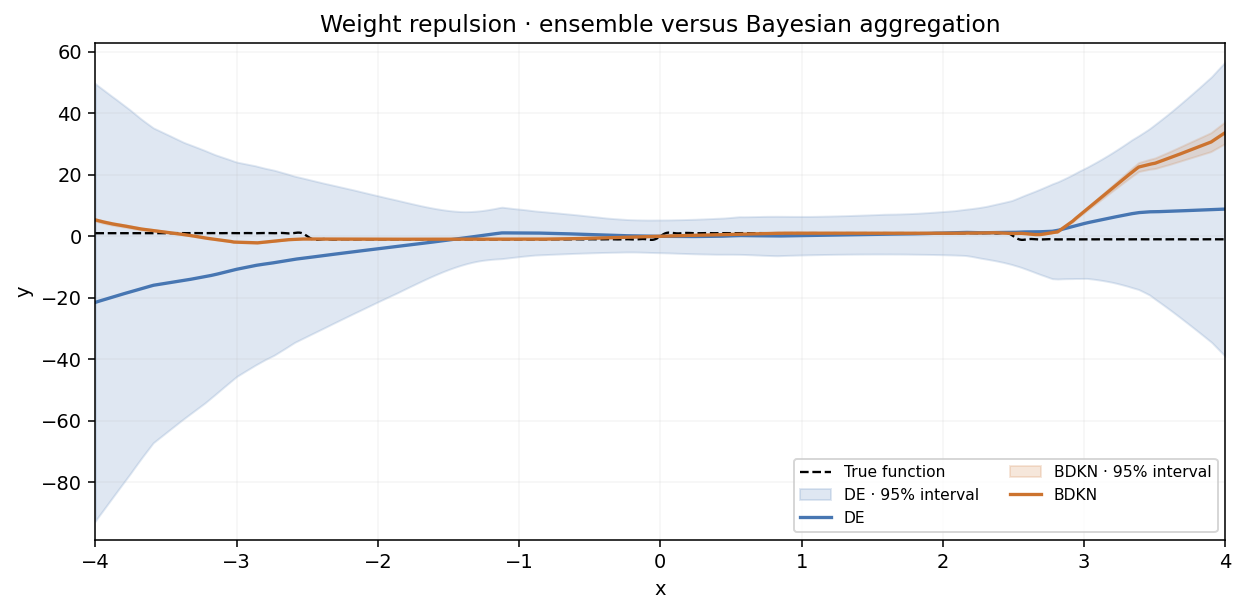 Weight repulsion · ensemble versus Bayesian aggregation
60
40
20
0
−20
−40
−60
−80
y
−4
−3
−2
−1
0
1
2
3
4
x
True function
DE · 95% interval
DE
BDKN · 95% interval
BDKN